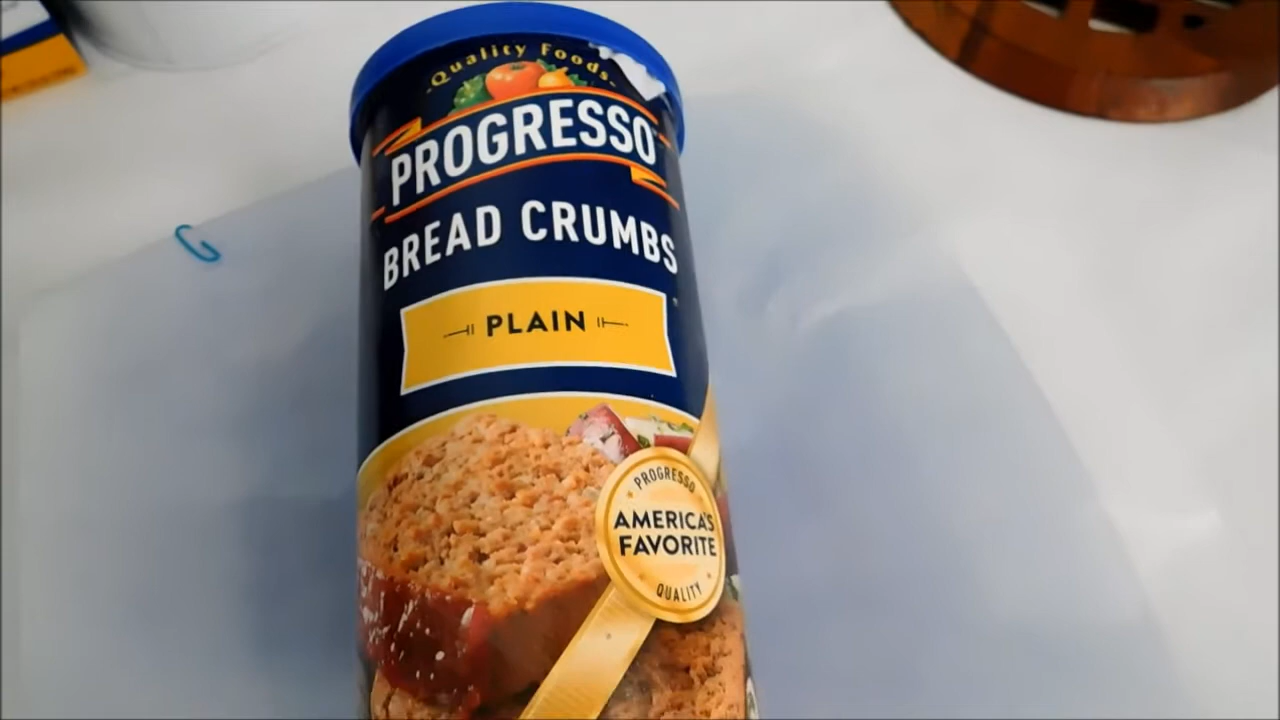 Quality Foods
PROGRESSO
BREAD CRUMBS
PLAIN
PROGRESSO
AMERICA'S
FAVORITE
QUALITY